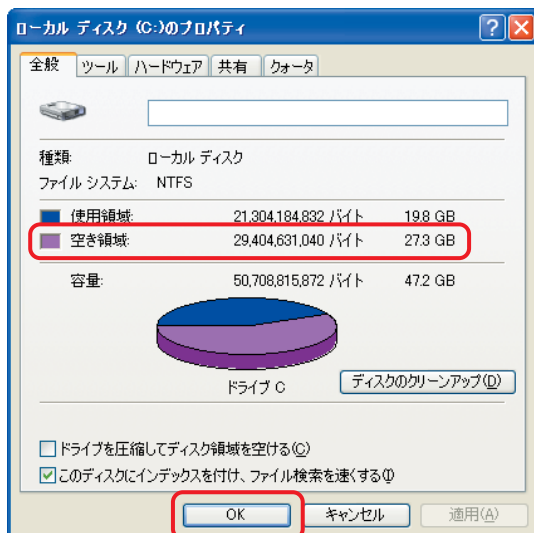 ローカル ディスク (C:)のプロパティ
全般 ツール ハードウェア 共有 クォータ
種類: ローカル ディスク
ファイル システム: NTFS
使用領域: 21,304,184,832 バイト 19.8 GB
空き領域: 29,404,631,040 バイト 27.3 GB
容量: 50,708,815,872 バイト 47.2 GB
ドライブ C ディスクのクリーンアップ(D)
ドライブを圧縮してディスク領域を空ける(C)
このディスクにインデックスを付け、ファイル検索を速くする(I)
OK キャンセル 適用(A)